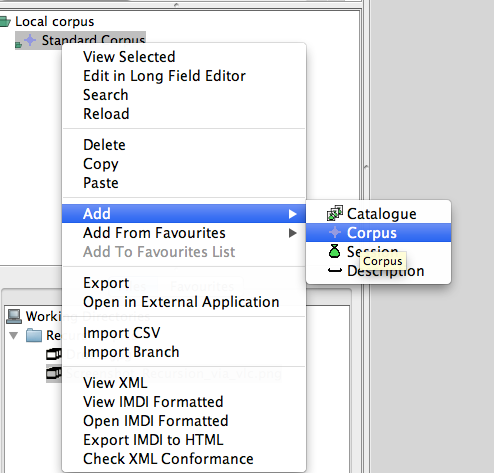 Local corpus
Standard Corpus
View Selected
Edit in Long Field Editor
Search
Reload
Delete
Copy
Paste
Add
Catalogue
Corpus
Add From Favourites
Session
Corpus
Add To Favourites List
Description
Export
Open in External Application
Import CSV
Import Branch
View XML
View IMDI Formatted
Open IMDI Formatted
Export IMDI to HTML
Check XML Conformance